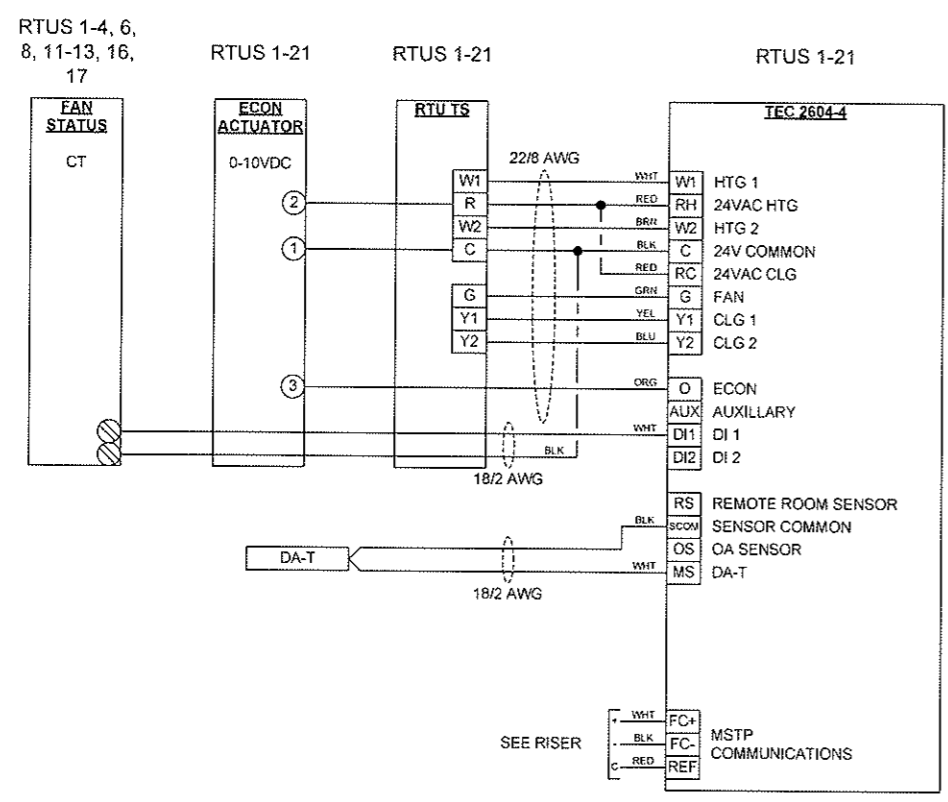 RTUS 1-4, 6,
8, 11-13, 16,
17
RTUS 1-21
RTUS 1-21
RTUS 1-21
FAN
STATUS
CT
ECON
ACTUATOR
0-10VDC
2
1
3
RTU TS
W1
R
W2
C
G
Y1
Y2
22/8 AWG
18/2 AWG
TEC 2604-4
WHT W1 HTG 1
RED RH 24VAC HTG
BRN W2 HTG 2
BLK C 24V COMMON
RED RC 24VAC CLG
GRN G FAN
YEL Y1 CLG 1
BLU Y2 CLG 2
ORG O ECON
AUX AUXILLARY
WHT DI1 DI 1
BLK DI2 DI 2
RS REMOTE ROOM SENSOR
BLK SCOM SENSOR COMMON
OS OA SENSOR
WHT MS DA-T
DA-T
18/2 AWG
SEE RISER
+ WHT FC+
- BLK FC-
C RED REF
MSTP
COMMUNICATIONS